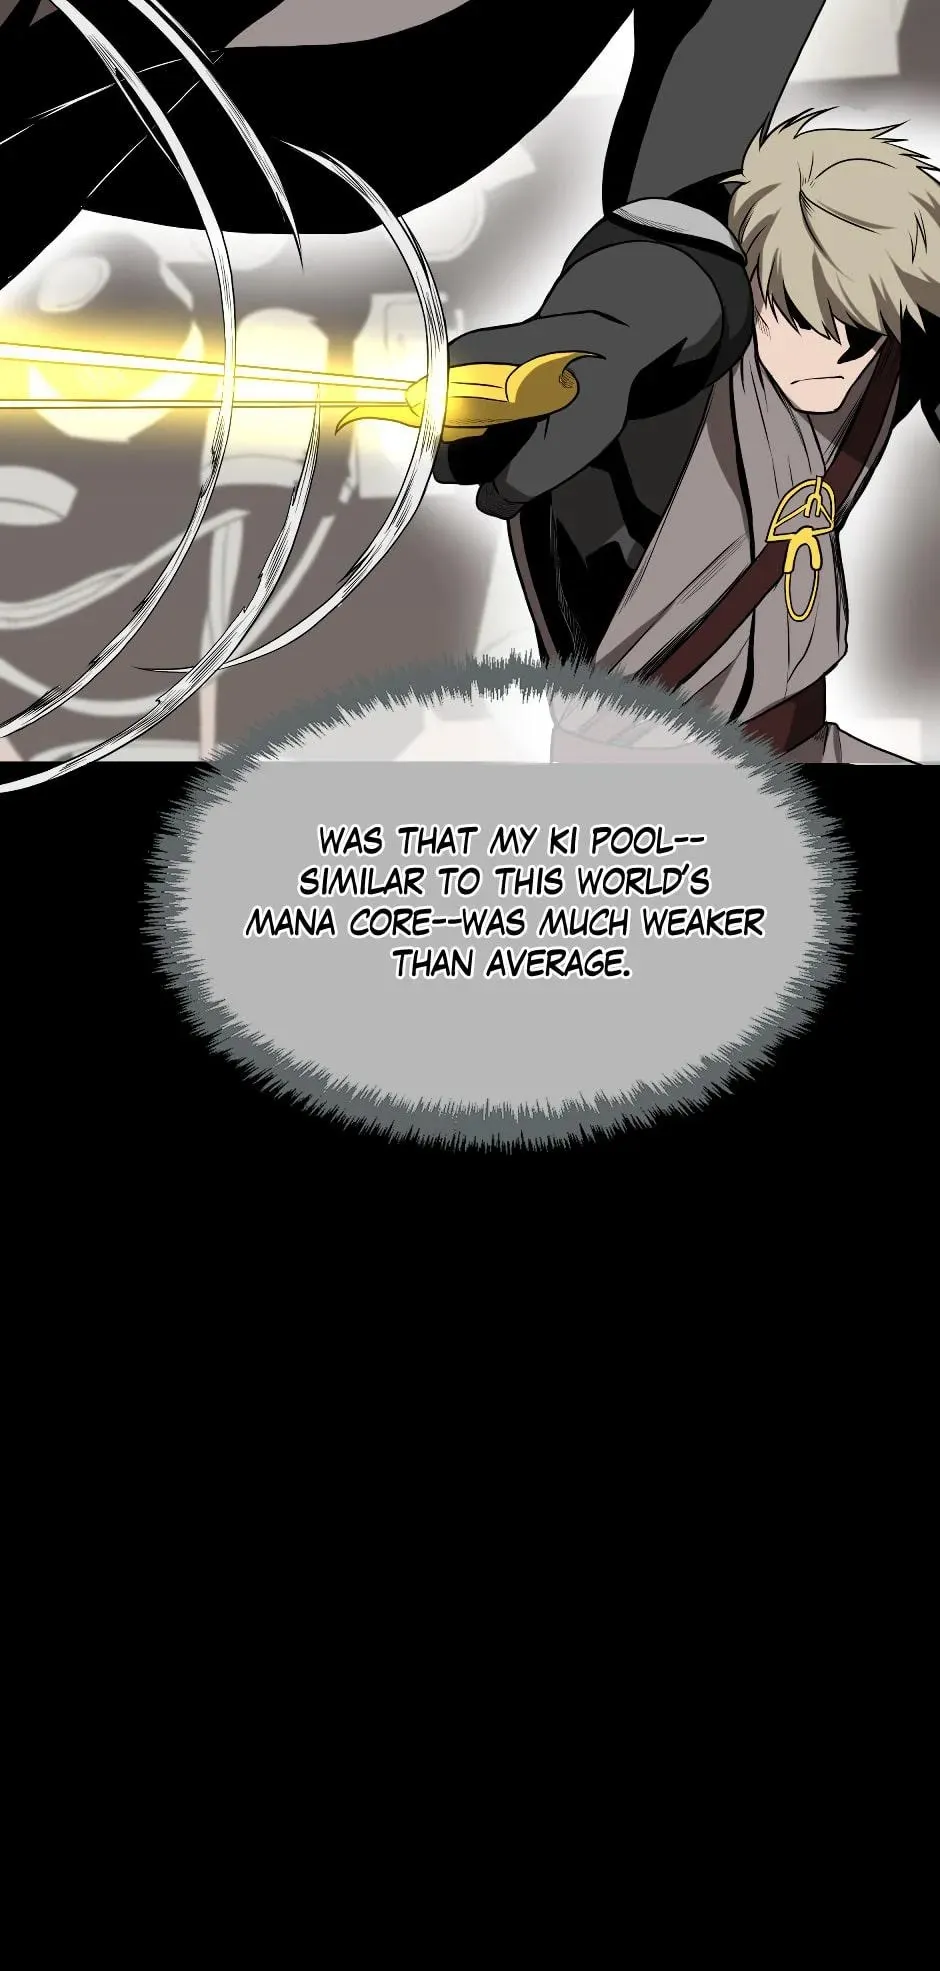 WAS THAT MY KI POOL--
SIMILAR TO THIS WORLD'S
MANA CORE--WAS MUCH WEAKER
THAN AVERAGE.